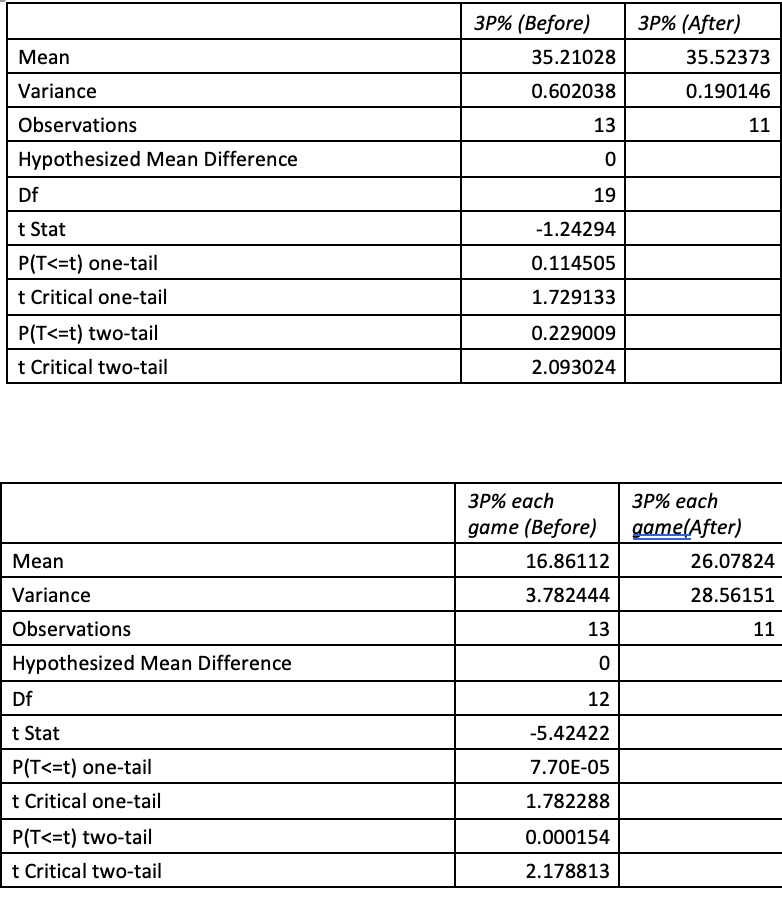 3P% (Before) 3P% (After)
Mean 35.21028 35.52373
Variance 0.602038 0.190146
Observations 13 11
Hypothesized Mean Difference 0
Df 19
t Stat -1.24294
P(T<=t) one-tail 0.114505
t Critical one-tail 1.729133
P(T<=t) two-tail 0.229009
t Critical two-tail 2.093024
3P% each 3P% each
game (Before) game(After)
Mean 16.86112 26.07824
Variance 3.782444 28.56151
Observations 13 11
Hypothesized Mean Difference 0
Df 12
t Stat -5.42422
P(T<=t) one-tail 7.70E-05
t Critical one-tail 1.782288
P(T<=t) two-tail 0.000154
t Critical two-tail 2.178813